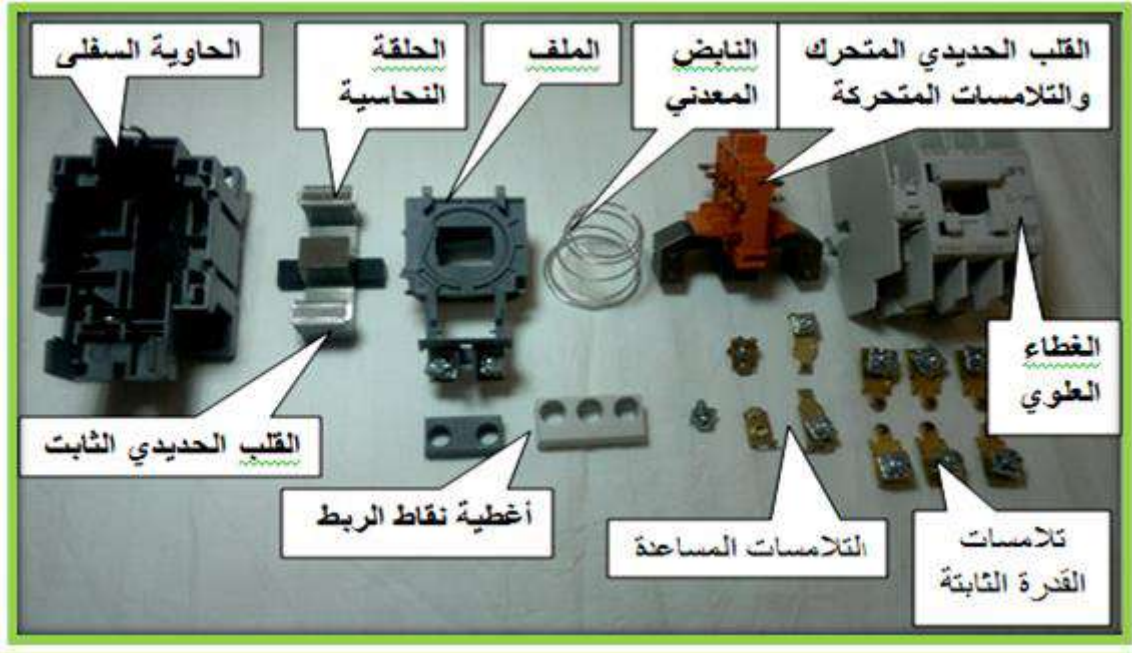 القلب الحديدي المتحرك
والتلامسات المتحركة
النابض
المعدني
الملف
الحلقة
النحاسية
الحاوية السفلى
الغطاء
العلوي
القلب الحديدي الثابت
أغطية نقاط الربط
التلامسات المساعدة
تلامسات
القدرة الثابتة